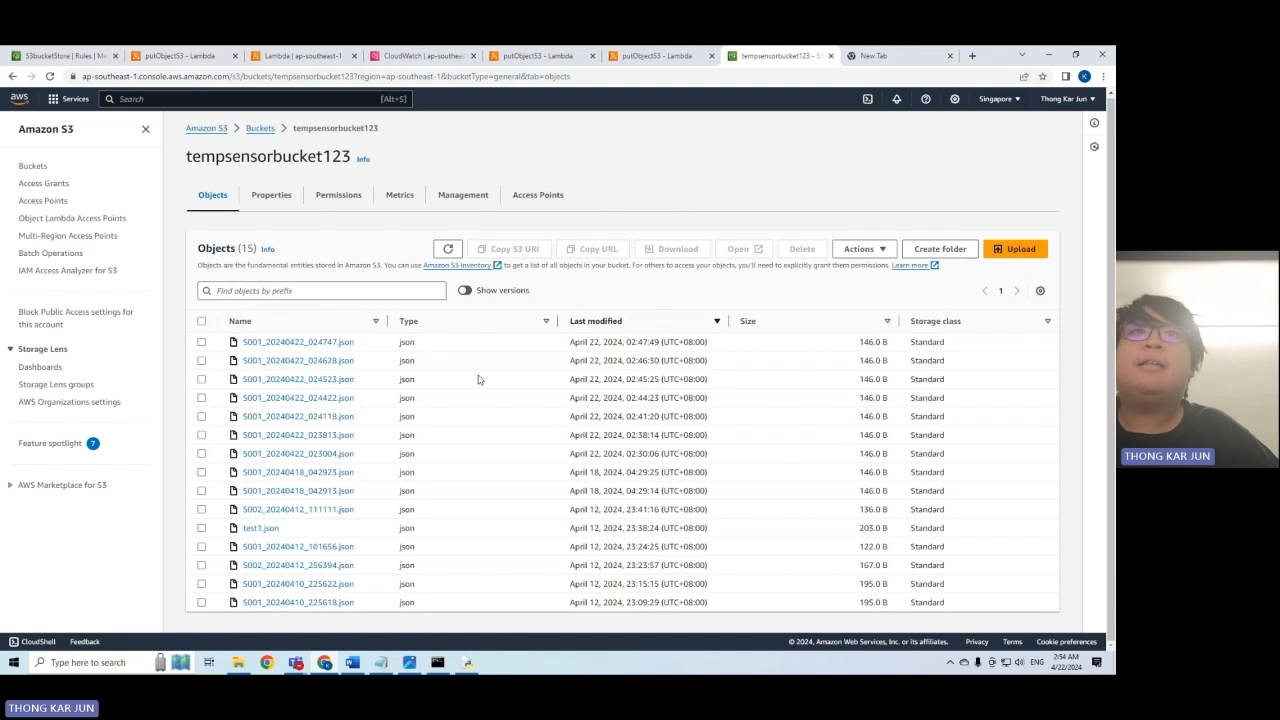 S3bucketStore | Rules | Me
putObjectS3 - Lambda
Lambda | ap-southeast-1
CloudWatch | ap-southeas
putObjectS3 - Lambda
putObjectS3 - Lambda
tempsensorbucket123 - S3
New Tab
ap-southeast-1.console.aws.amazon.com/s3/buckets/tempsensorbucket123?region=ap-southeast-1&bucketType=general&tab=objects
K
aws Services Search [Alt+S] Singapore Thong Kar Jun
Amazon S3
Buckets
Access Grants
Access Points
Object Lambda Access Points
Multi-Region Access Points
Batch Operations
IAM Access Analyzer for S3
Block Public Access settings for
this account
Storage Lens
Dashboards
Storage Lens groups
AWS Organizations settings
Feature spotlight 7
AWS Marketplace for S3
Amazon S3 > Buckets > tempsensorbucket123
tempsensorbucket123 Info
Objects Properties Permissions Metrics Management Access Points
Objects (15) Info Copy S3 URI Copy URL Download Open Delete Actions Create folder Upload
Objects are the fundamental entities stored in Amazon S3. You can use Amazon S3 inventory to get a list of all objects in your bucket. For others to access your objects, you'll need to explicitly grant them permissions. Learn more
Find objects by prefix Show versions 1
Name Type Last modified Size Storage class
S001_20240422_024747.json json April 22, 2024, 02:47:49 (UTC+08:00) 146.0 B Standard
S001_20240422_024628.json json April 22, 2024, 02:46:30 (UTC+08:00) 146.0 B Standard
S001_20240422_024523.json json April 22, 2024, 02:45:25 (UTC+08:00) 146.0 B Standard
S001_20240422_024422.json json April 22, 2024, 02:44:23 (UTC+08:00) 146.0 B Standard
S001_20240422_024118.json json April 22, 2024, 02:41:20 (UTC+08:00) 146.0 B Standard
S001_20240422_023813.json json April 22, 2024, 02:38:14 (UTC+08:00) 146.0 B Standard
S001_20240422_023004.json json April 22, 2024, 02:30:06 (UTC+08:00) 146.0 B Standard
S001_20240418_042923.json json April 18, 2024, 04:29:25 (UTC+08:00) 146.0 B Standard
S001_20240418_042913.json json April 18, 2024, 04:29:14 (UTC+08:00) 146.0 B Standard
S002_20240412_111111.json json April 12, 2024, 23:41:16 (UTC+08:00) 136.0 B Standard
test1.json json April 12, 2024, 23:38:24 (UTC+08:00) 203.0 B Standard
S001_20240412_101656.json json April 12, 2024, 23:24:25 (UTC+08:00) 122.0 B Standard
S002_20240412_256394.json json April 12, 2024, 23:23:57 (UTC+08:00) 167.0 B Standard
S001_20240410_225622.json json April 12, 2024, 23:15:15 (UTC+08:00) 195.0 B Standard
S001_20240410_225618.json json April 12, 2024, 23:09:29 (UTC+08:00) 195.0 B Standard
CloudShell Feedback © 2024, Amazon Web Services, Inc. or its affiliates. Privacy Terms Cookie preferences
Type here to search ENG 2:54 AM
4/22/2024
THONG KAR JUN
THONG KAR JUN